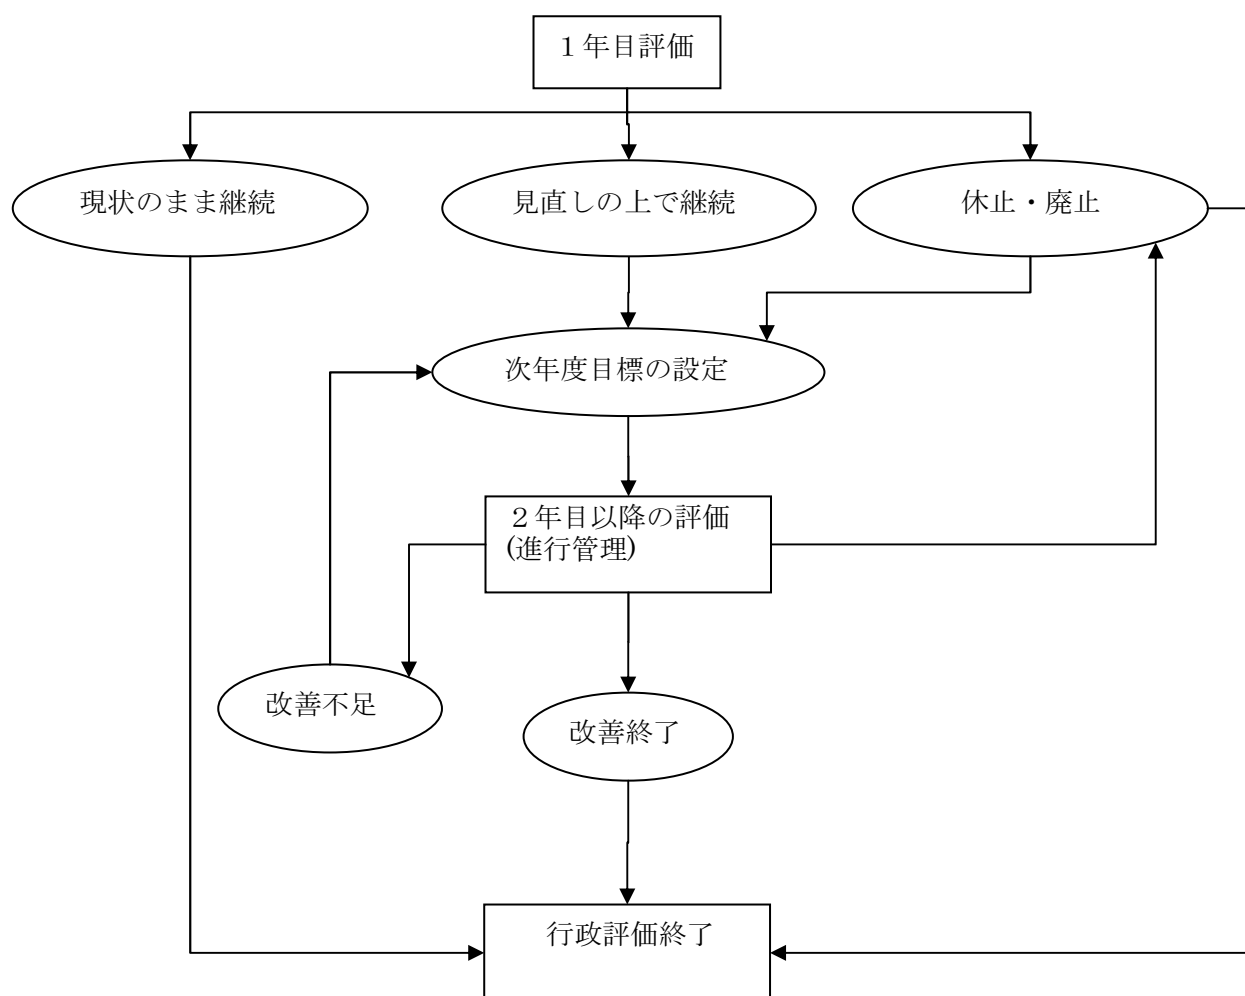 １年目評価
現状のまま継続
見直しの上で継続
休止・廃止
次年度目標の設定
２年目以降の評価
(進行管理)
改善不足
改善終了
行政評価終了